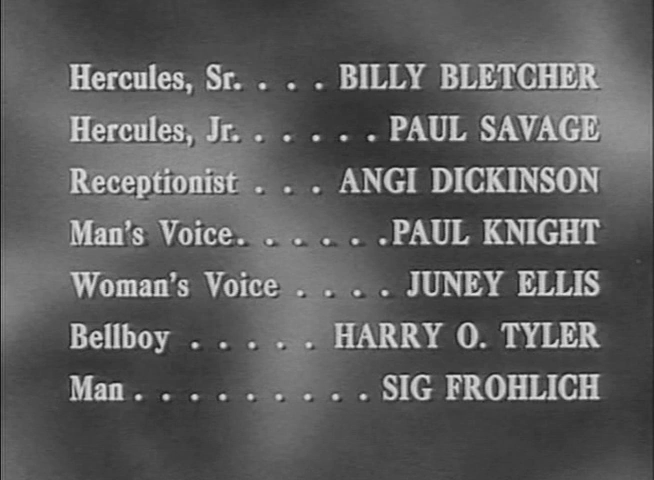 Hercules, Sr. . . . BILLY BLETCHER
Hercules, Jr. . . . . . . PAUL SAVAGE
Receptionist . . . ANGI DICKINSON
Man's Voice. . . . . . .PAUL KNIGHT
Woman's Voice . . . . JUNEY ELLIS
Bellboy . . . . . HARRY O. TYLER
Man . . . . . . . . . . SIG FROHLICH